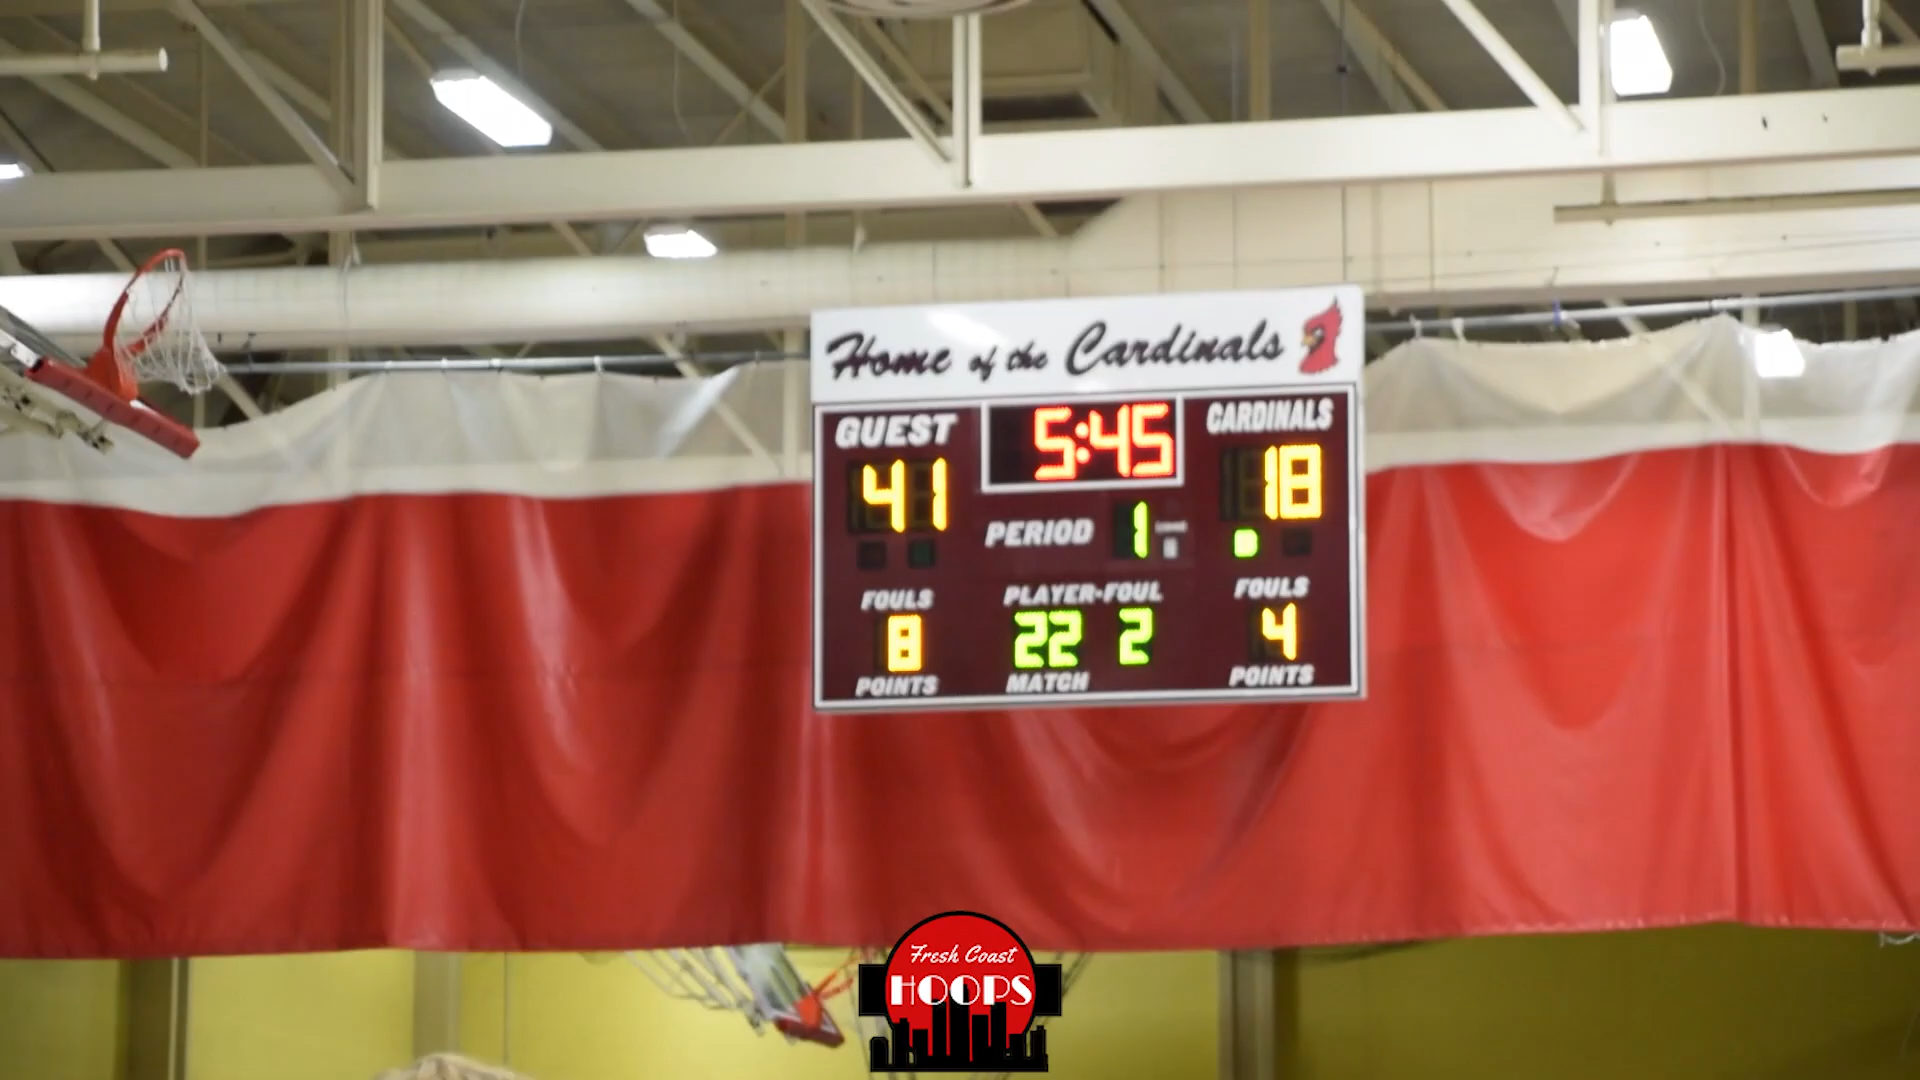 Home of the Cardinals
GUEST 5:45 CARDINALS
41 18
PERIOD 1
FOULS PLAYER-FOUL FOULS
8 22 2 4
POINTS MATCH POINTS
Fresh Coast
HOOPS